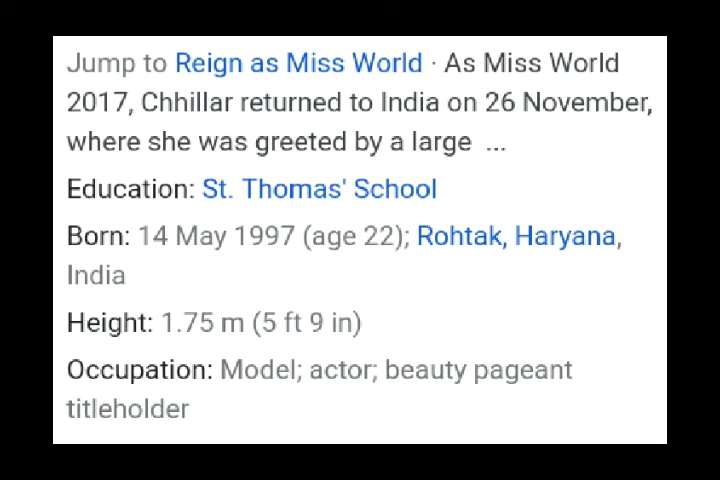 Jump to Reign as Miss World · As Miss World
2017, Chhillar returned to India on 26 November,
where she was greeted by a large ...
Education: St. Thomas' School
Born: 14 May 1997 (age 22); Rohtak, Haryana,
India
Height: 1.75 m (5 ft 9 in)
Occupation: Model; actor; beauty pageant
titleholder